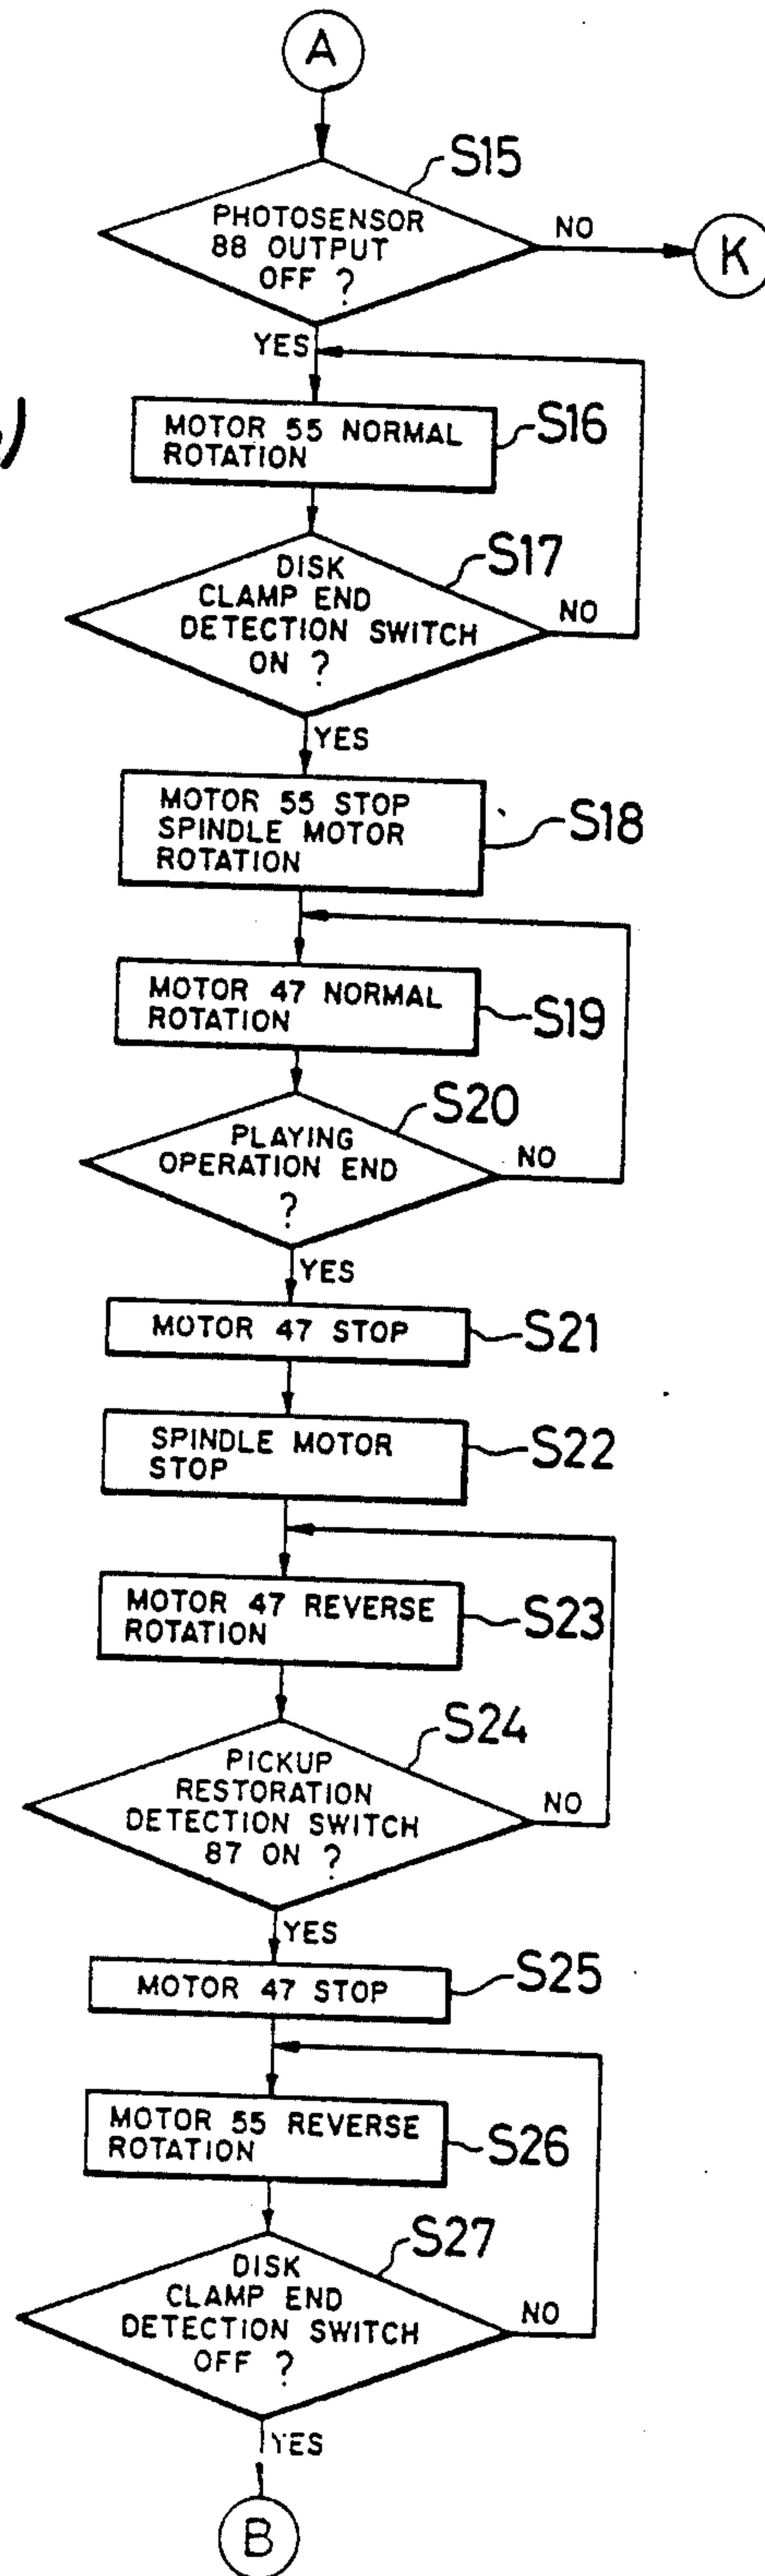 A
S15
PHOTOSENSOR
88 OUTPUT
OFF ?
NO
K
YES
)
MOTOR 55 NORMAL
ROTATION
S16
S17
DISK
CLAMP END
DETECTION SWITCH
ON ?
NO
YES
MOTOR 55 STOP
SPINDLE MOTOR
ROTATION
S18
MOTOR 47 NORMAL
ROTATION
S19
S20
PLAYING
OPERATION END
?
NO
YES
MOTOR 47 STOP
S21
SPINDLE MOTOR
STOP
S22
MOTOR 47 REVERSE
ROTATION
S23
S24
PICKUP
RESTORATION
DETECTION SWITCH
87 ON ?
NO
YES
MOTOR 47 STOP
S25
MOTOR 55 REVERSE
ROTATION
S26
S27
DISK
CLAMP END
DETECTION SWITCH
OFF ?
NO
YES
B